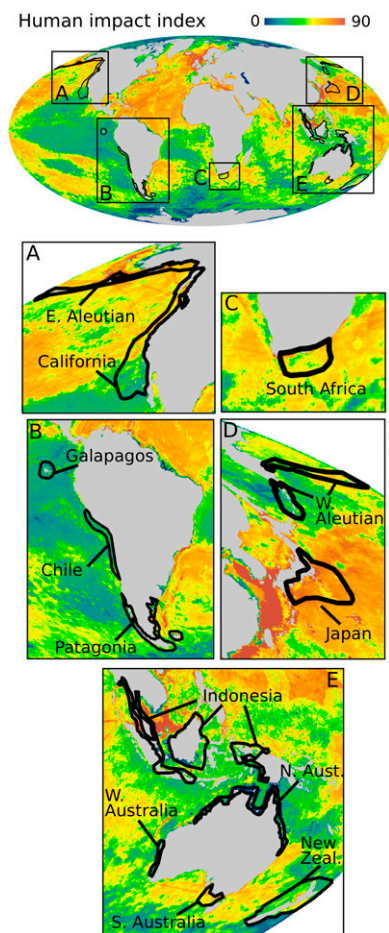 Human impact index 0 90
A
B
C
D
E
A
E. Aleutian
California
C
South Africa
B
Galapagos
Chile
Patagonia
D
W.
Aleutian
Japan
E
Indonesia
N. Aust.
W.
Australia
New
Zeal.
S. Australia